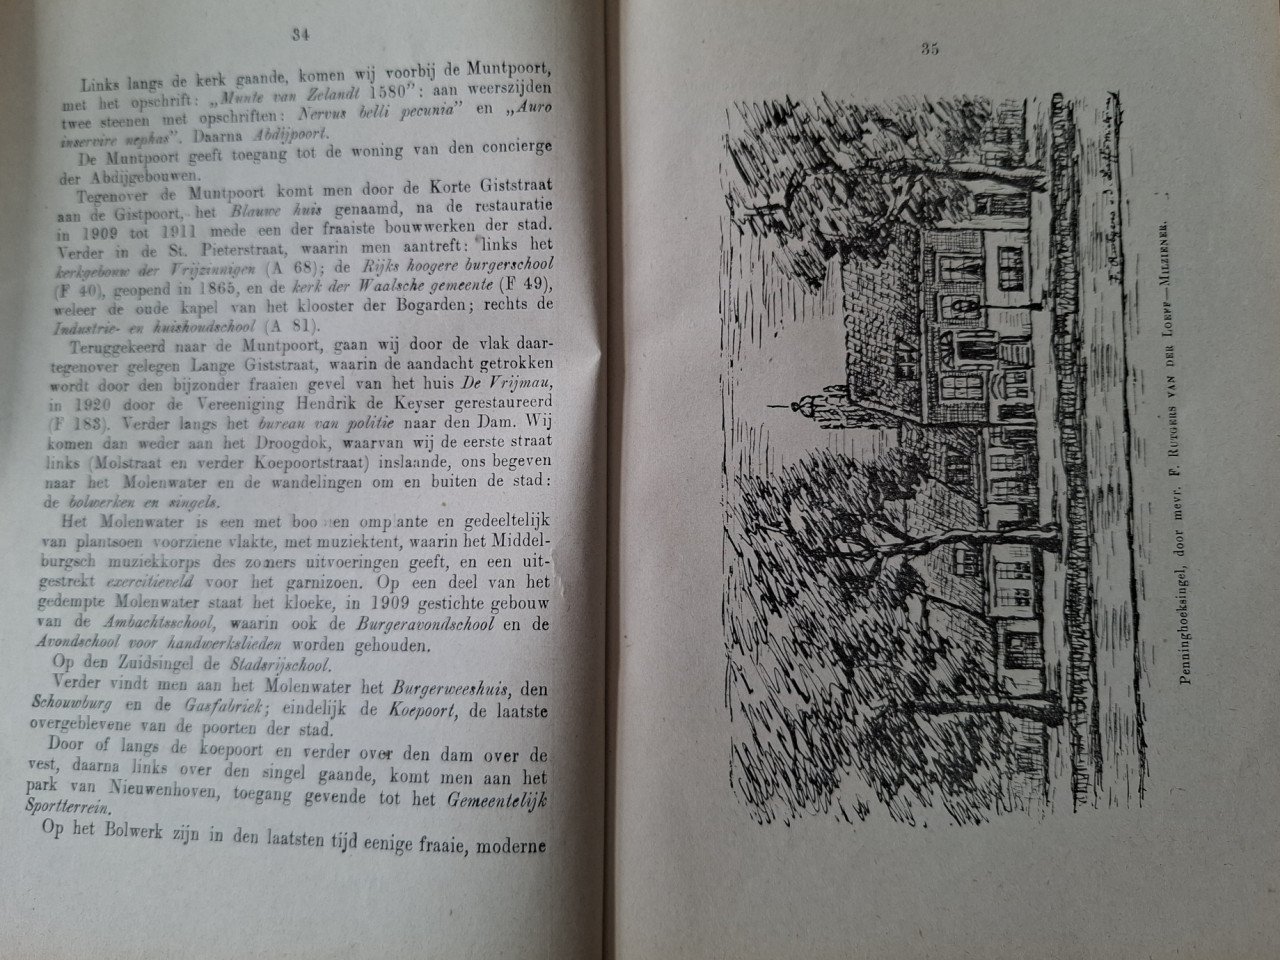 34
Links langs de kerk gaande, komen wij voorbij de Muntpoort,
met het opschrift: „Munte van Zelandt 1580”: aan weerszijden
twee steenen met opschriften: Nervus belli pecunia” en „Auro
inservire nephas”. Daarna Abdijpoort.
De Muntpoort geeft toegang tot de woning van den concierge
der Abdijgebouwen.
Tegenover de Muntpoort komt men door de Korte Giststraat
aan de Gistpoort, het Blauwe huis genaamd, na de restauratie
in 1909 tot 1911 mede een der fraaiste bouwwerken der stad.
Verder in de St. Pieterstraat, waarin men aantreft: links het
kerkgebouw der Vrijzinnigen (A 68); de Rijks hoogere burgerschool
(F 40), geopend in 1865, en de kerk der Waalsche gemeente (F 49),
weleer de oude kapel van het klooster der Bogarden; rechts de
Industrie- en huishoudschool (A 81).
Teruggekeerd naar de Muntpoort, gaan wij door de vlak daar-
tegenover gelegen Lange Giststraat, waarin de aandacht getrokken
wordt door den bijzonder fraaien gevel van het huis De Vrijmau,
in 1920 door de Vereeniging Hendrik de Keyser gerestaureerd
(F 183). Verder langs het bureau van politie naar den Dam. Wij
komen dan weder aan het Droogdok, waarvan wij de eerste straat
links (Molstraat en verder Koepoortstraat) inslaande, ons begeven
naar het Molenwater en de wandelingen om en buiten de stad:
de bolwerken en singels.
Het Molenwater is een met boo en omp ante en gedeeltelijk
van plantsoen voorziene vlakte, met muziektent, waarin het Middel-
burgsch muziekkorps des zomers uitvoeringen geeft, en een uit-
gestrekt exercitieveld voor het garnizoen. Op een deel van het
gedempte Molenwater staat het kloeke, in 1909 gestichte gebouw
van de Ambachtsschool, waarin ook de Burgeravondschool en de
Avondschool voor handwerkslieden worden gehouden.
Op den Zuidsingel de Stadsrijschool.
Verder vindt men aan het Molenwater het Burgerweeshuis, den
Schouwburg en de Gasfabriek; eindelijk de Koepoort, de laatste
overgeblevene van de poorten der stad.
Door of langs de koepoort en verder over den dam over de
vest, daarna links over den singel gaande, komt men aan het
park van Nieuwenhoven, toegang gevende tot het Gemeentelijk
Sportterrein.
Op het Bolwerk zijn in den laatsten tijd eenige fraaie, moderne
35
Penninghoeksingel, door mevr. F. RUTGERS VAN DER LOEFF—MIELZIENER.